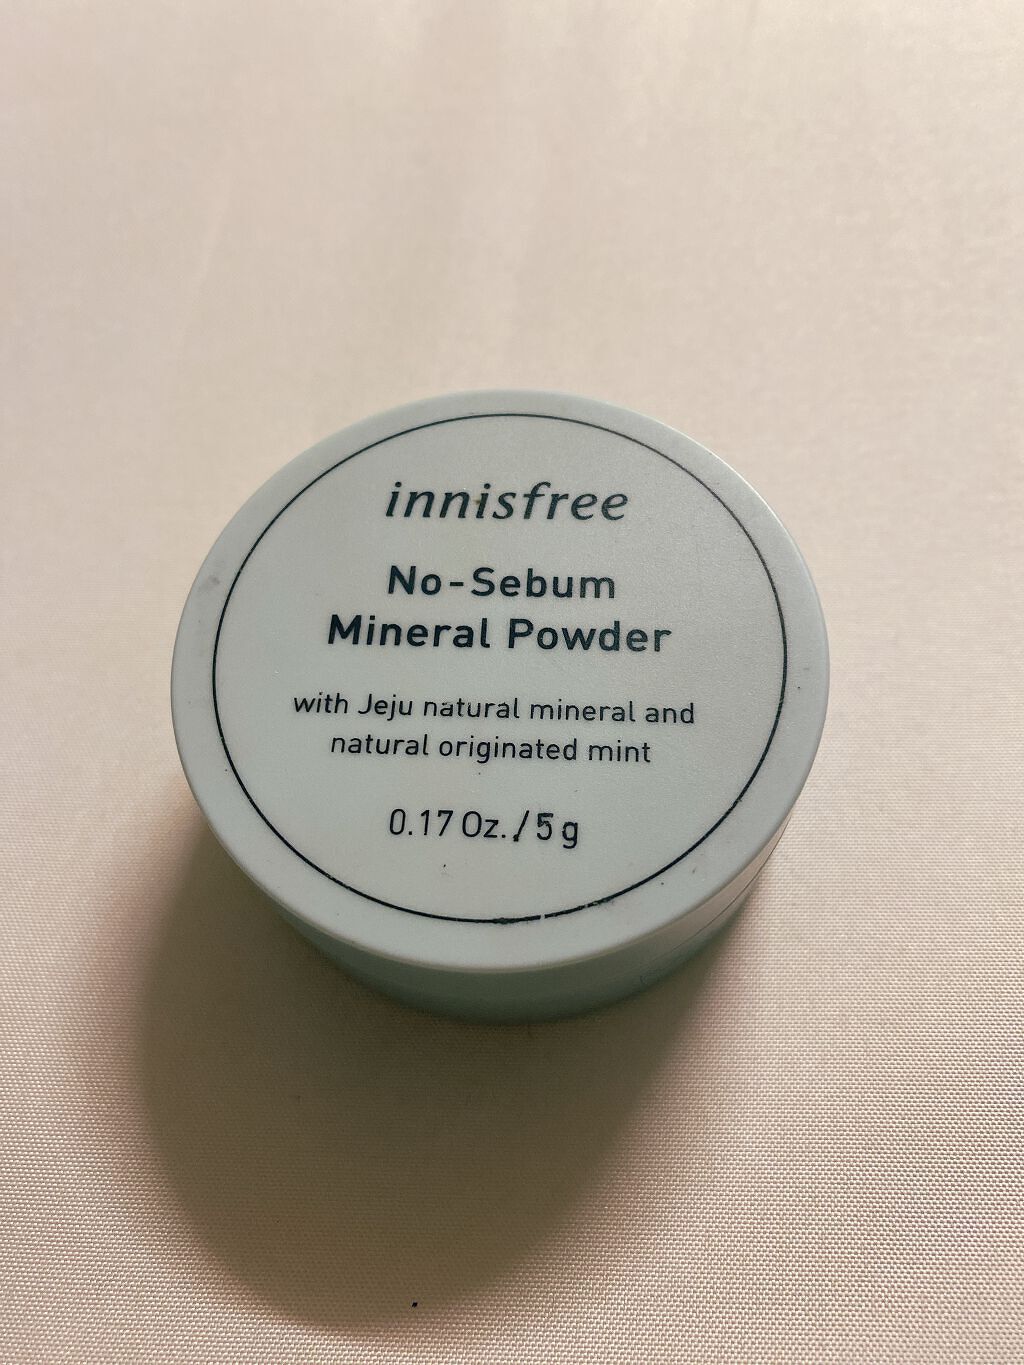 innisfree
No-Sebum
Mineral Powder
with Jeju natural mineral and
natural originated mint
0.17 Oz./5g